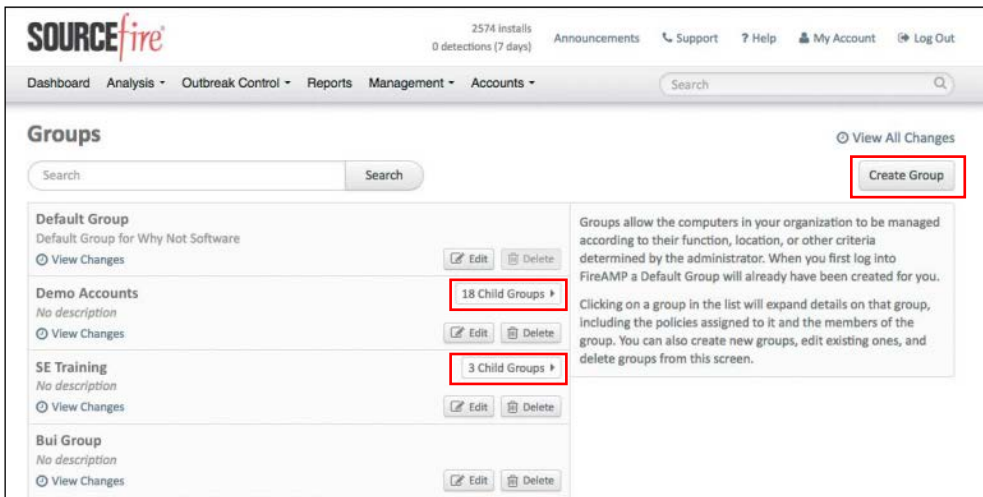 SOURCEfire®
2574 installs
0 detections (7 days)
Announcements
Support
? Help
My Account
Log Out
Dashboard
Analysis
Outbreak Control
Reports
Management
Accounts
Search
Groups
View All Changes
Search
Search
Create Group
Default Group
Default Group for Why Not Software
View Changes
Edit
Delete
Demo Accounts
18 Child Groups
No description
View Changes
Edit
Delete
SE Training
3 Child Groups
No description
View Changes
Edit
Delete
Bui Group
No description
View Changes
Edit
Delete
Groups allow the computers in your organization to be managed
according to their function, location, or other criteria
determined by the administrator. When you first log into
FireAMP a Default Group will already have been created for you.
Clicking on a group in the list will expand details on that group,
including the policies assigned to it and the members of the
group. You can also create new groups, edit existing ones, and
delete groups from this screen.